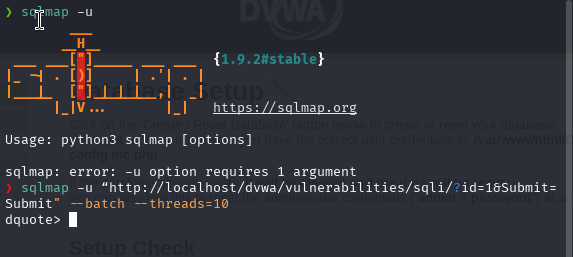 ❯ sqlmap -u
{1.9.2#stable}
https://sqlmap.org
Usage: python3 sqlmap [options]
sqlmap: error: -u option requires 1 argument
❯ sqlmap -u “http://localhost/dvwa/vulnerabilities/sqli/?id=1&Submit=
Submit" --batch --threads=10
dquote>
Setup Check